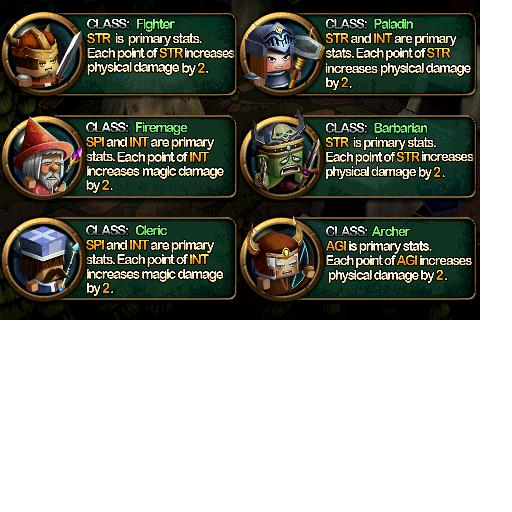 CLASS: Fighter
STR is primary stats.
Each point of STR increases
physical damage by 2.
CLASS: Paladin
STR and INT are primary
stats. Each point of STR
increases physical damage
by 2.
CLASS: Firemage
SPI and INT are primary
stats. Each point of INT
increases magic damage
by 2.
CLASS: Barbarian
STR is primary stats.
Each point of STR increases
physical damage by 2.
CLASS: Cleric
SPI and INT are primary
stats. Each point of INT
increases magic damage
by 2.
CLASS: Archer
AGI is primary stats.
Each point of AGI increases
physical damage by 2.